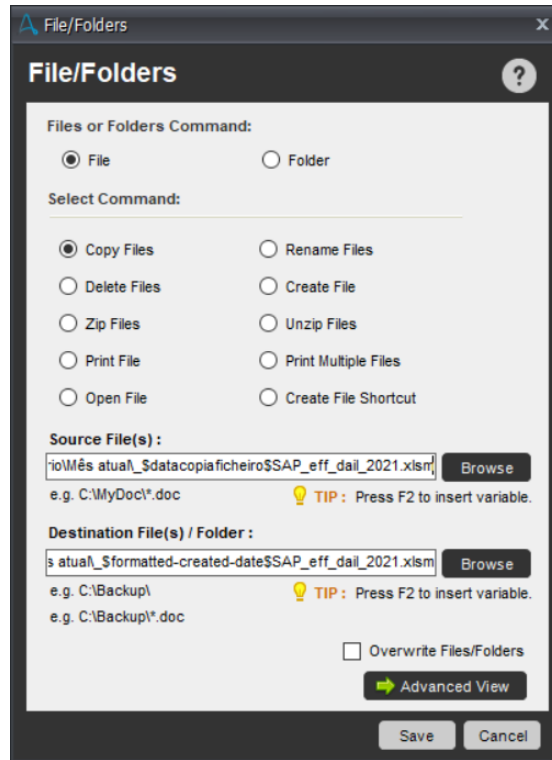 File/Folders x
File/Folders ?
Files or Folders Command:
File Folder
Select Command:
Copy Files Rename Files
Delete Files Create File
Zip Files Unzip Files
Print File Print Multiple Files
Open File Create File Shortcut
Source File(s) :
rio\Mês atual\_$datacopiaficheiro$SAP_eff_dail_2021.xlsm Browse
e.g. C:\MyDoc\*.doc TIP : Press F2 to insert variable.
Destination File(s) / Folder :
s atual\_$formatted-created-date$SAP_eff_dail_2021.xlsm Browse
e.g. C:\Backup\ TIP : Press F2 to insert variable.
e.g. C:\Backup\*.doc
Overwrite Files/Folders
Advanced View
Save Cancel